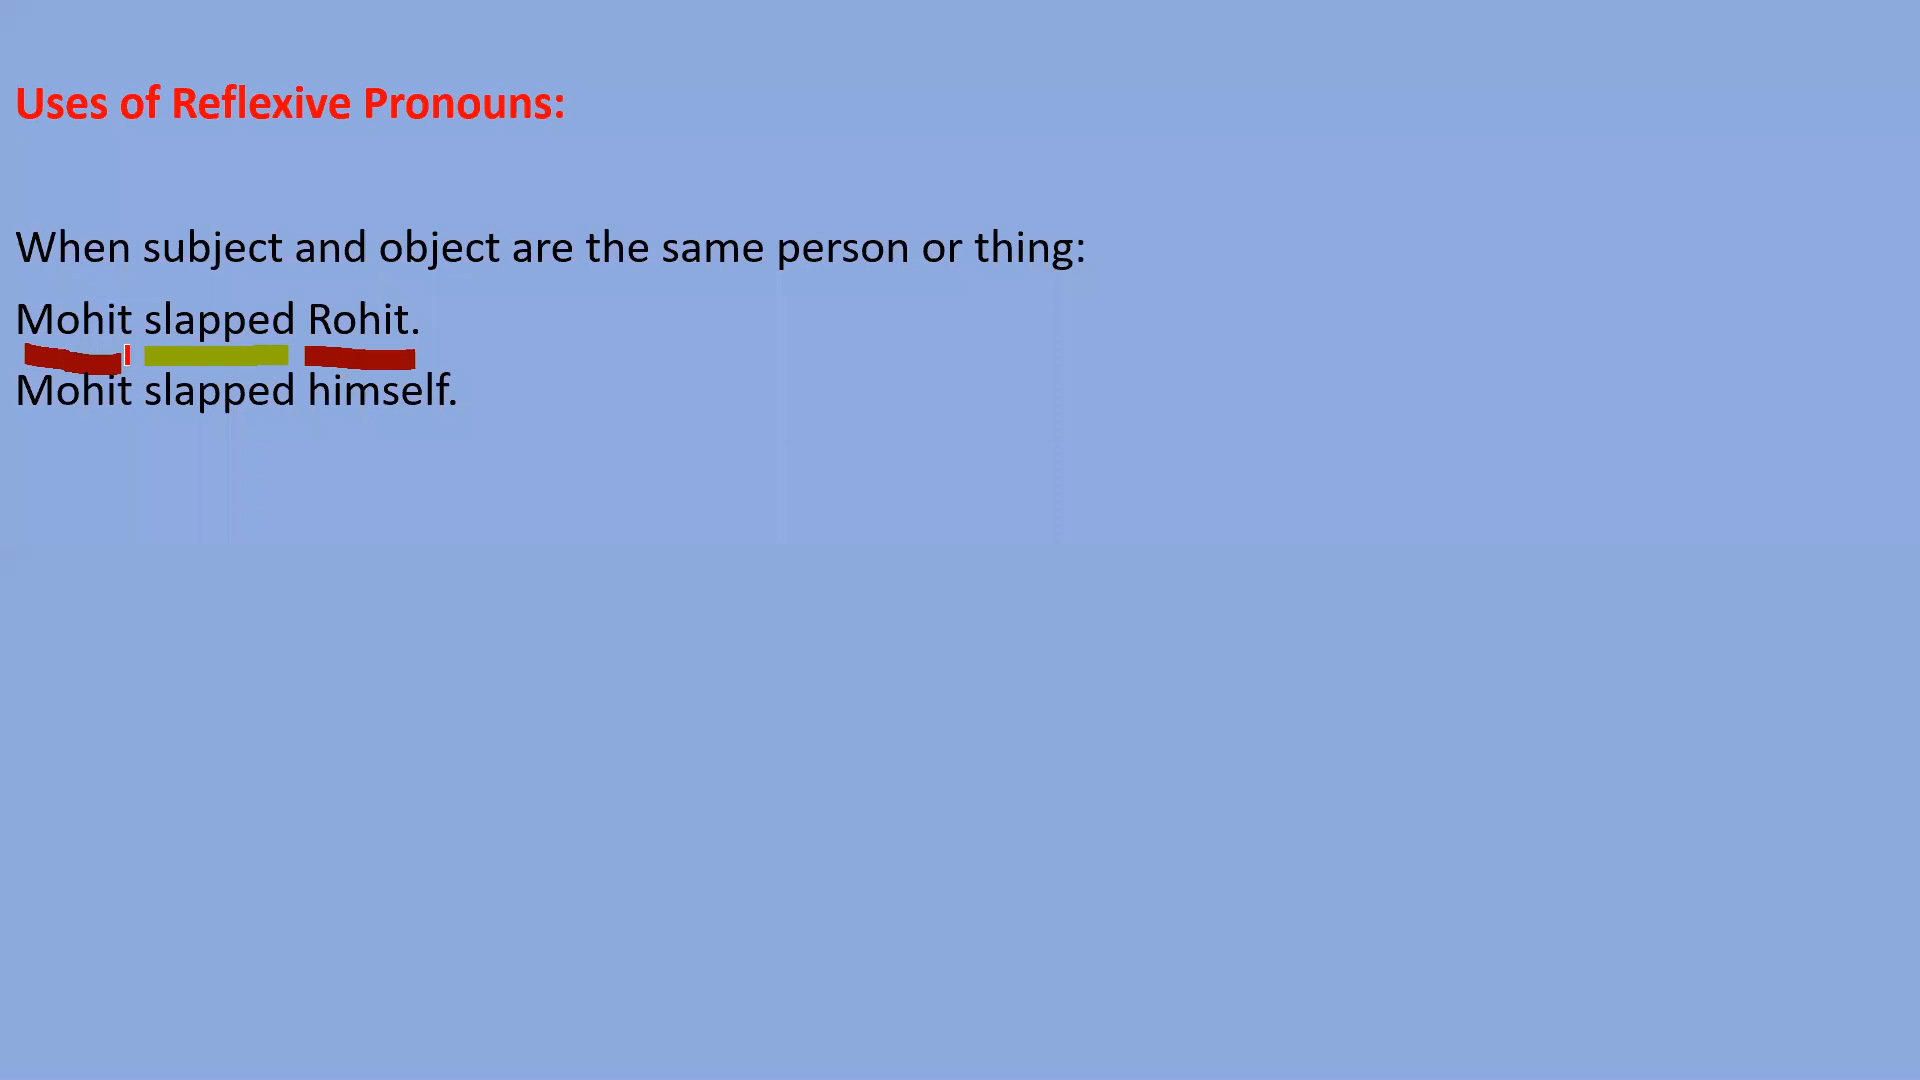 Uses of Reflexive Pronouns:
When subject and object are the same person or thing:
Mohit slapped Rohit.
Mohit slapped himself.